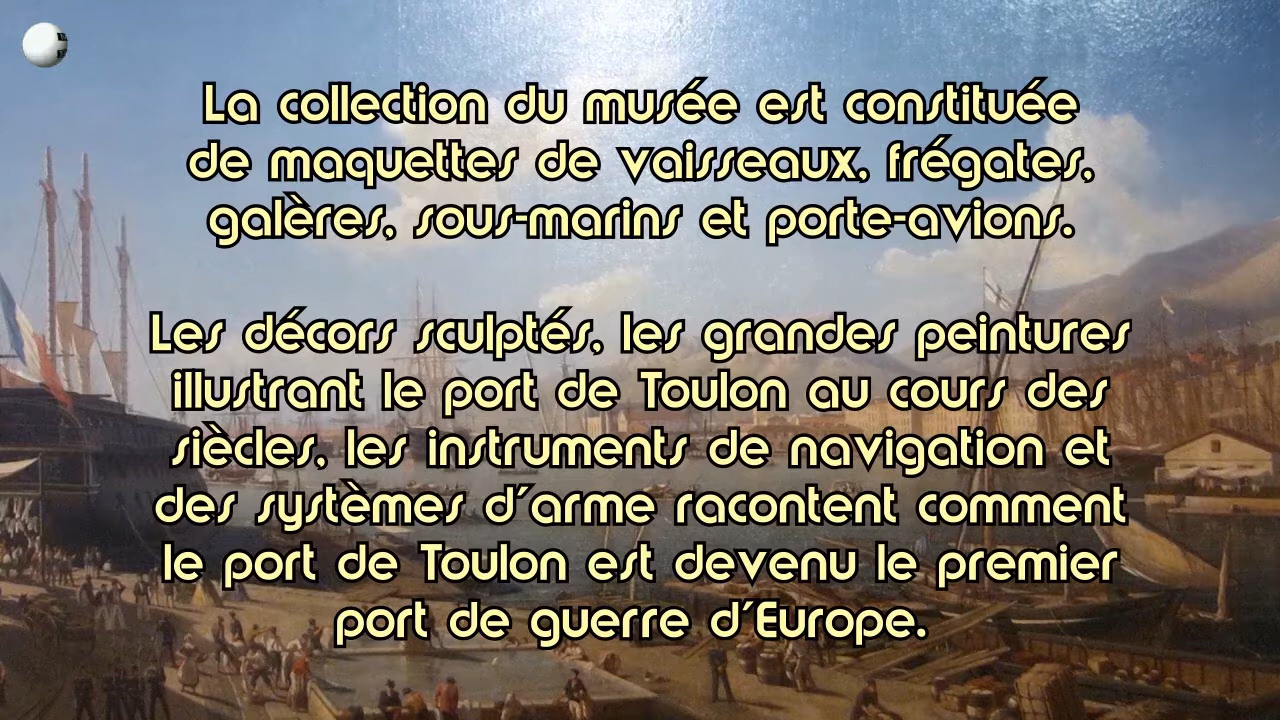 La collection du musée est constituée
de maquettes de vaisseaux, frégates,
galères, sous-marins et porte-avions.
Les décors sculptés, les grandes peintures
illustrant le port de Toulon au cours des
siècles, les instruments de navigation et
des systèmes d'arme racontent comment
le port de Toulon est devenu le premier
port de guerre d'Europe.